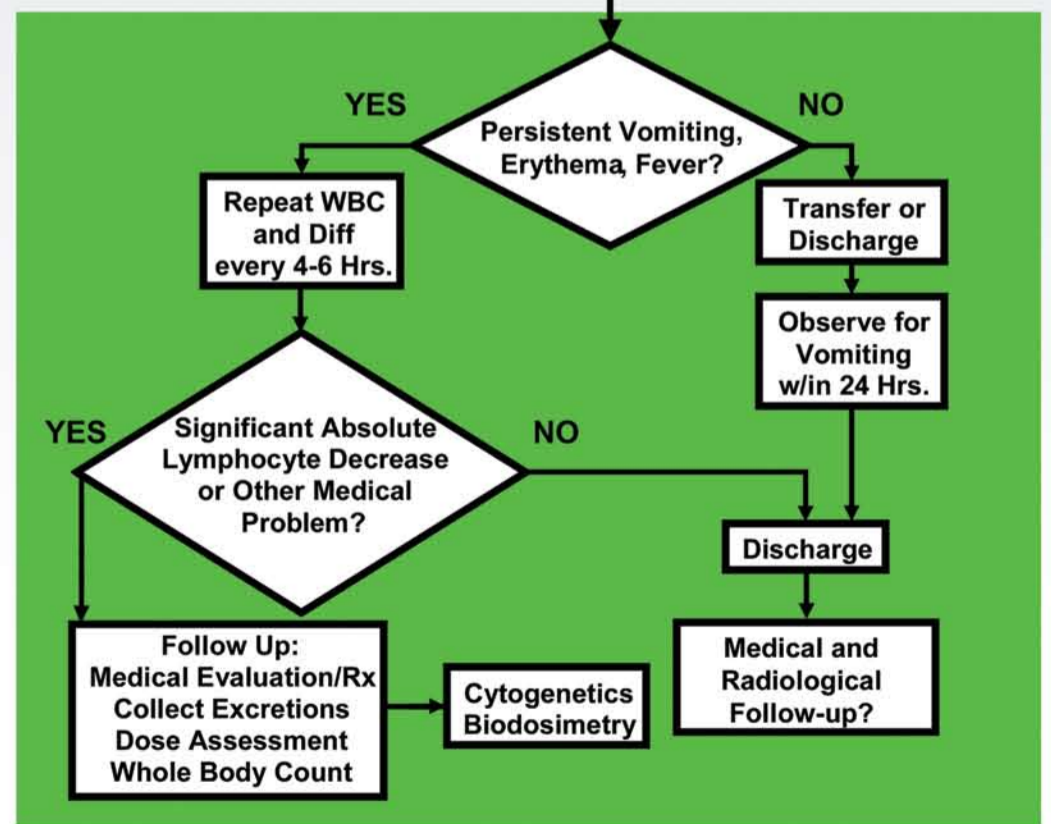 YES
NO
Persistent Vomiting,
Erythema, Fever?
Repeat WBC
and Diff
every 4-6 Hrs.
Transfer or
Discharge
Observe for
Vomiting
w/in 24 Hrs.
YES
NO
Significant Absolute
Lymphocyte Decrease
or Other Medical
Problem?
Discharge
Follow Up:
Medical Evaluation/Rx
Collect Excretions
Dose Assessment
Whole Body Count
Cytogenetics
Biodosimetry
Medical and
Radiological
Follow-up?